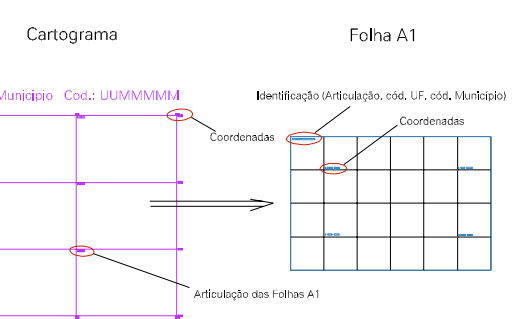 Cartograma
Folha A1
Município Cod.: UUMMMMM
Identificação (Articulação, cód. UF, cód. Município)
Coordenadas
Coordenadas
Articulação das Folhas A1